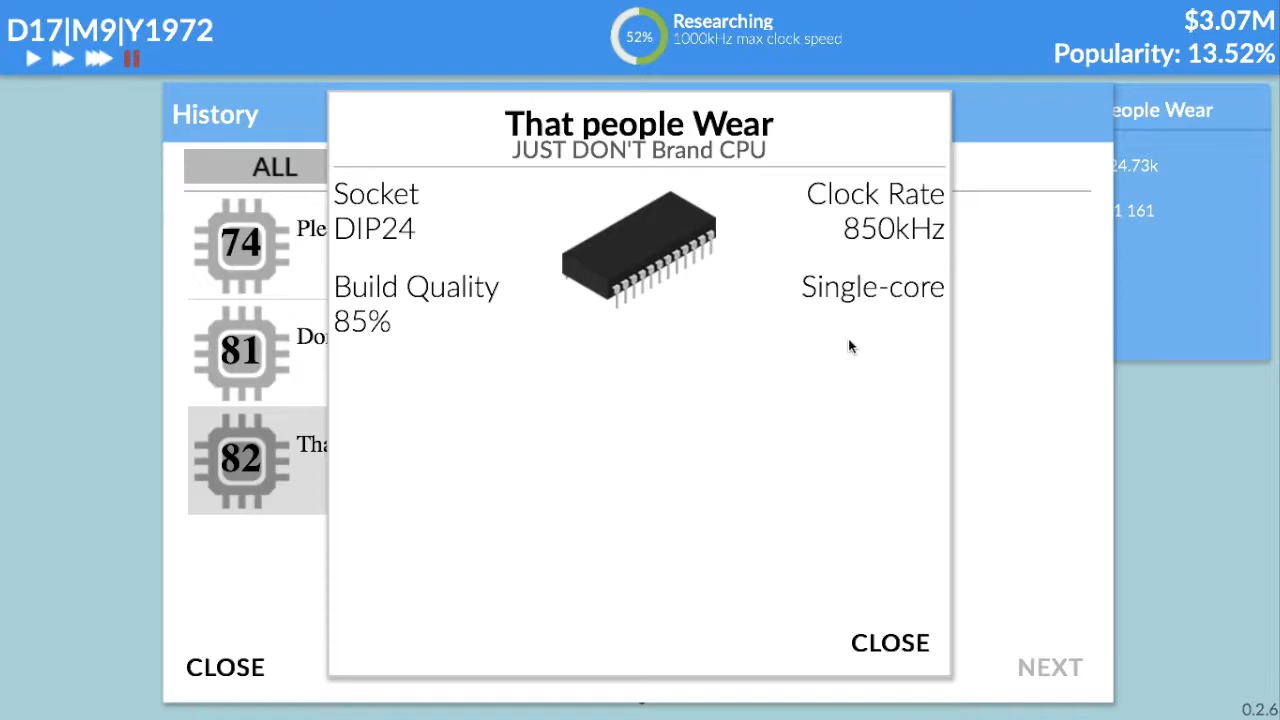 D17|M9|Y1972
52%
Researching
1000kHz max clock speed
$3.07M
Popularity: 13.52%
History
That people Wear
JUST DON'T Brand CPU
eople Wear
24.73k
1 161
ALL
74
Ple
81
Do
82
Tha
Socket
DIP24
Clock Rate
850kHz
Build Quality
85%
Single-core
CLOSE
CLOSE
NEXT
0.2.6